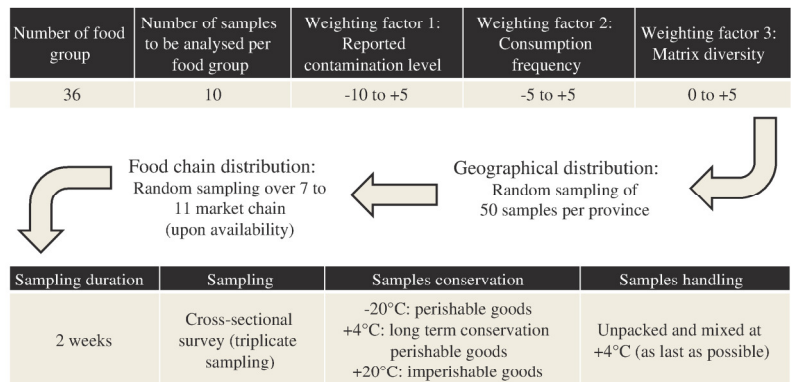 Number of food
group
Number of samples
to be analysed per
food group
Weighting factor 1:
Reported
contamination level
Weighting factor 2:
Consumption
frequency
Weighting factor 3:
Matrix diversity
36
10
-10 to +5
-5 to +5
0 to +5
Geographical distribution:
Random sampling of
50 samples per province
Food chain distribution:
Random sampling over 7 to
11 market chain
(upon availability)
Sampling duration
Sampling
Samples conservation
Samples handling
2 weeks
Cross-sectional
survey (triplicate
sampling)
-20°C: perishable goods
+4°C: long term conservation
perishable goods
+20°C: imperishable goods
Unpacked and mixed at
+4°C (as last as possible)